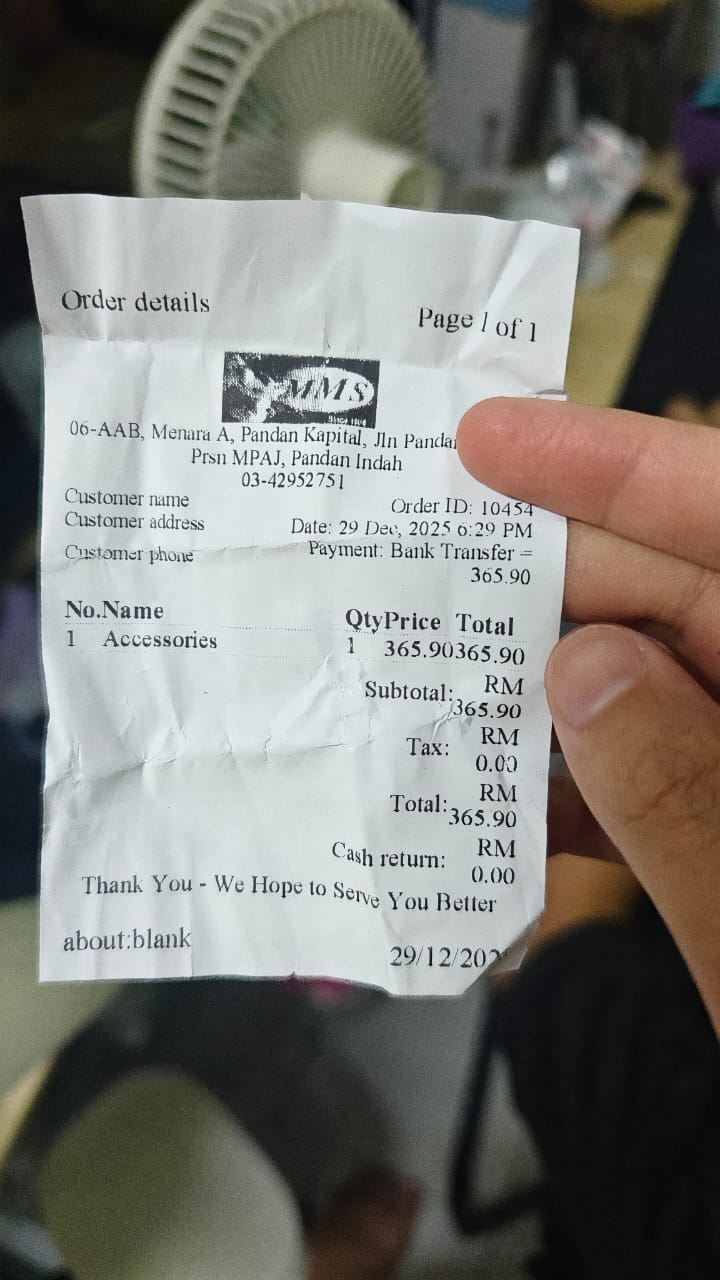 Order details
Page 1 of 1
MMS
06-AAB, Menara A, Pandan Kapital, Jln
Prsn MPAJ, Pandan Indah
03-42952751
Customer name
Order ID: 10454
Customer address
Date: 29 Dec, 2025 6:29 PM
Customer phone
Payment: Bank Transfer =
365.90
No.Name QtyPrice Total
1 Accessories 1 365.90365.90
Subtotal: RM
365.90
Tax: RM
0.00
Total: RM
365.90
Cash return: RM
0.00
Thank You - We Hope to Serve You Better
about:blank
29/12/202